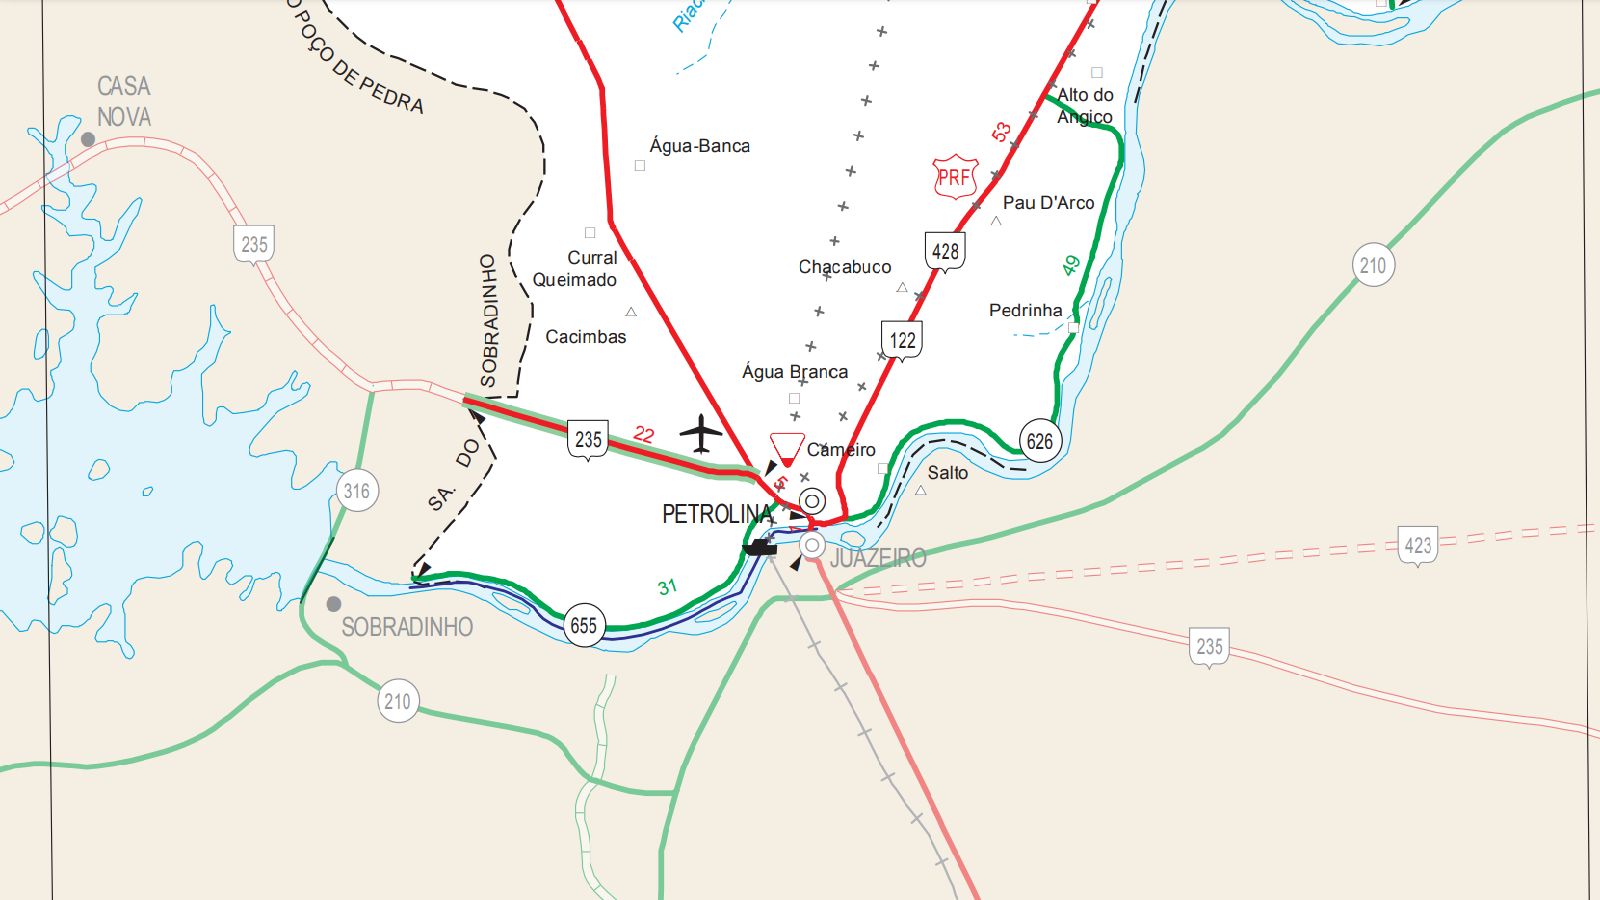 O POÇO DE PEDRA
Riac
CASA
NOVA
Alto do
Angico
53
Água-Banca
PRF
Pau D'Arco
235
428
Curral
Queimado
Chacabuco
49
210
SOBRADINHO
Pedrinha
Cacimbas
122
Água Branca
235
22
Cameiro
626
SA. DO
Salto
316
5
PETROLINA
1
JUAZEIRO
423
31
SOBRADINHO
655
235
210